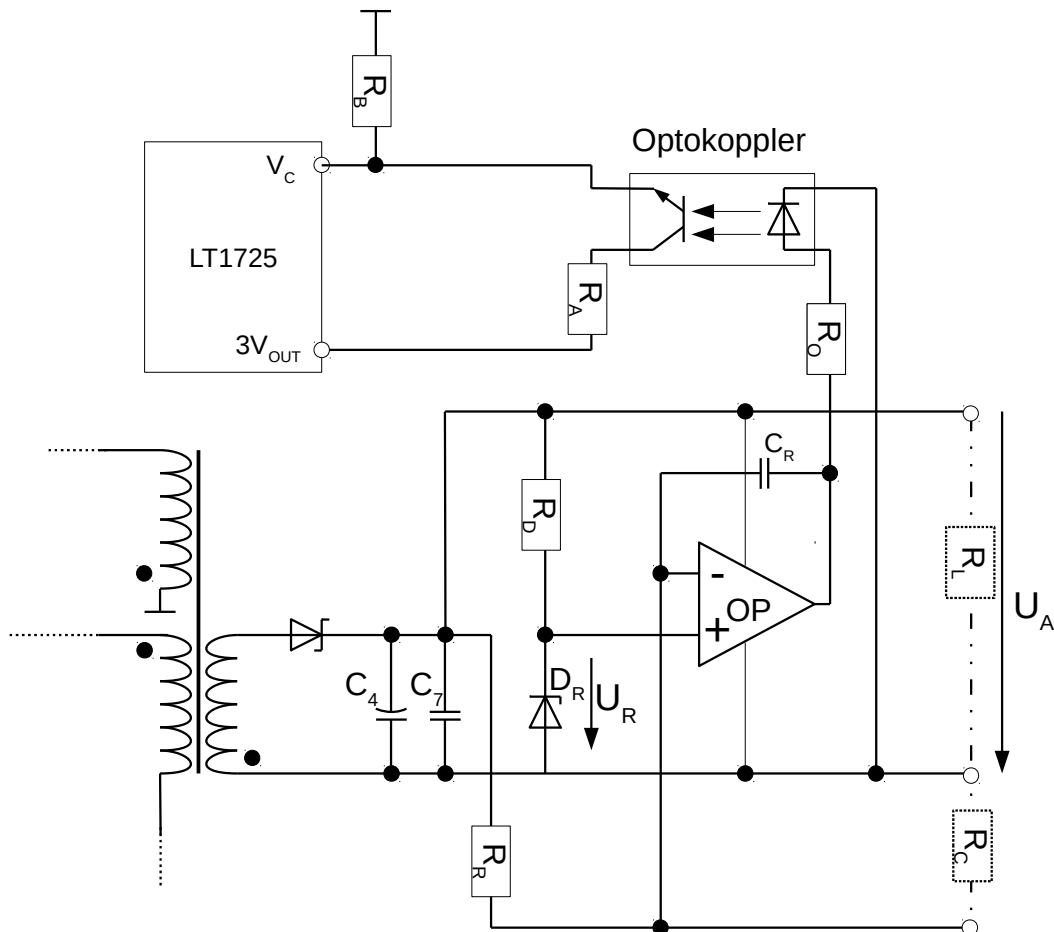 R_B
Optokoppler
V_C
LT1725
R_A
3V_OUT
R_O
C_R
R_D
-
OP
+
R_L
U_A
C_4
C_7
D_R
U_R
R_R
R_C